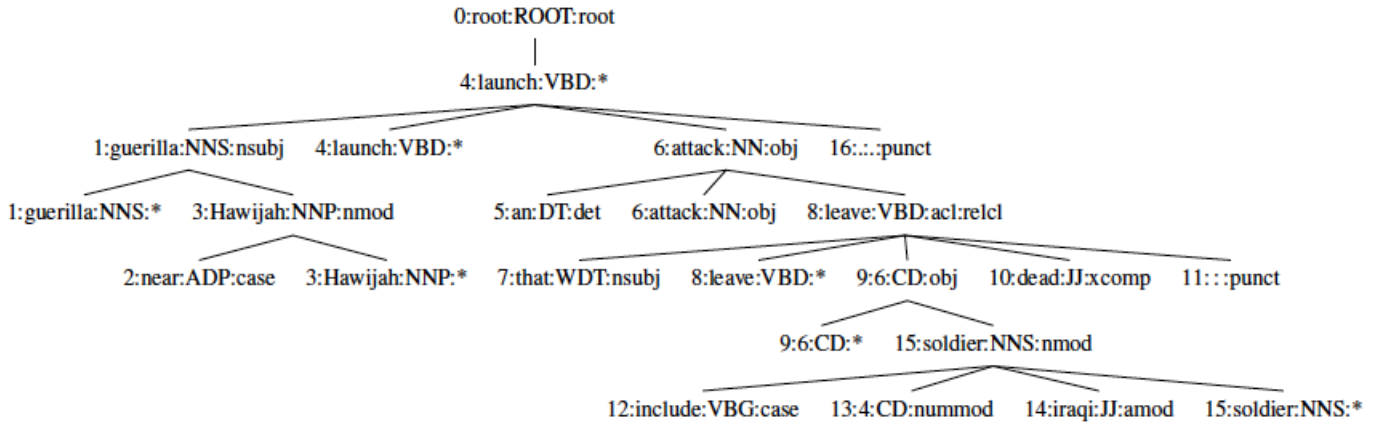 0:root:ROOT:root
4:launch:VBD:*
1:guerilla:NNS:nsubj 4:launch:VBD:* 6:attack:NN:obj 16:.:.:punct
1:guerilla:NNS:* 3:Hawijah:NNP:nmod 5:an:DT:det 6:attack:NN:obj 8:leave:VBD:acl:relcl
2:near:ADP:case 3:Hawijah:NNP:* 7:that:WDT:nsubj 8:leave:VBD:* 9:6:CD:obj 10:dead:JJ:xcomp 11: : :punct
9:6:CD:* 15:soldier:NNS:nmod
12:include:VBG:case 13:4:CD:nummod 14:iraqi:JJ:amod 15:soldier:NNS:*